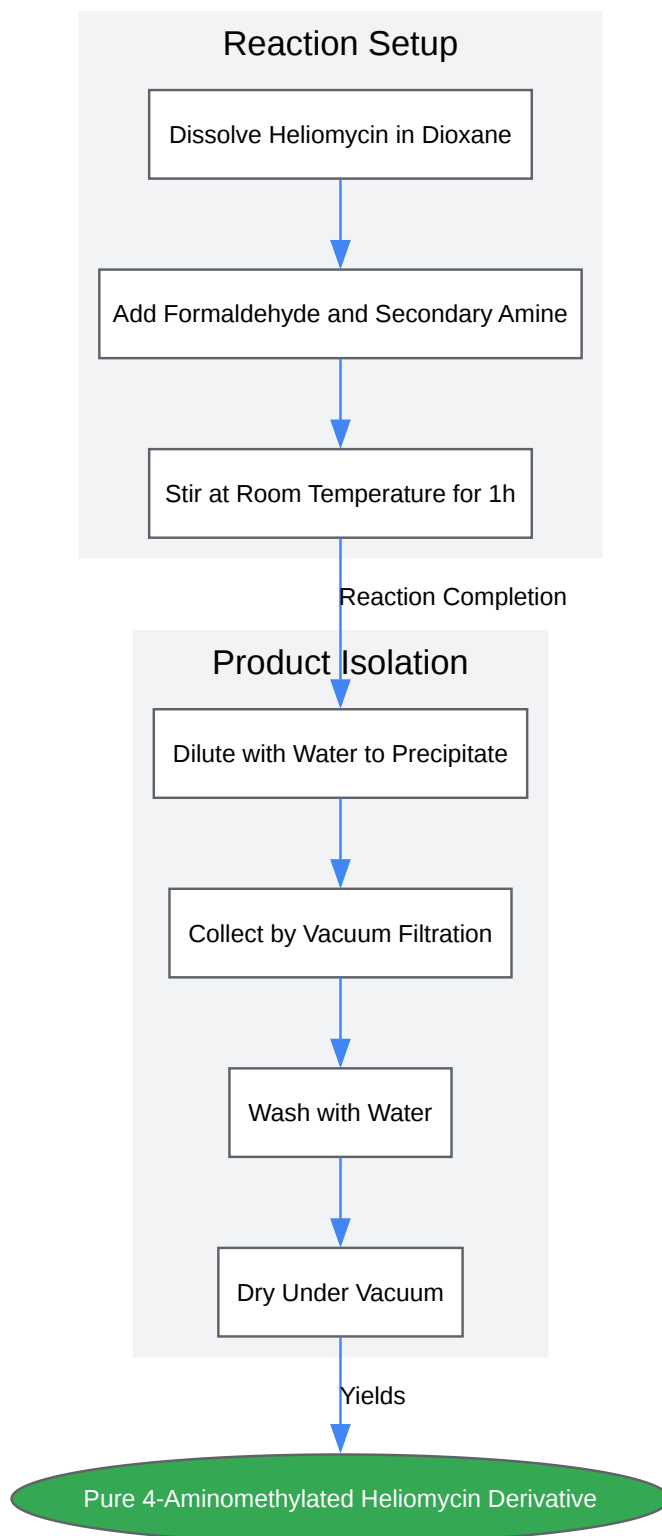 Reaction Setup
Dissolve Heliomycin in Dioxane
Add Formaldehyde and Secondary Amine
Stir at Room Temperature for 1h
Reaction Completion
Product Isolation
Dilute with Water to Precipitate
Collect by Vacuum Filtration
Wash with Water
Dry Under Vacuum
Yields
Pure 4-Aminomethylated Heliomycin Derivative